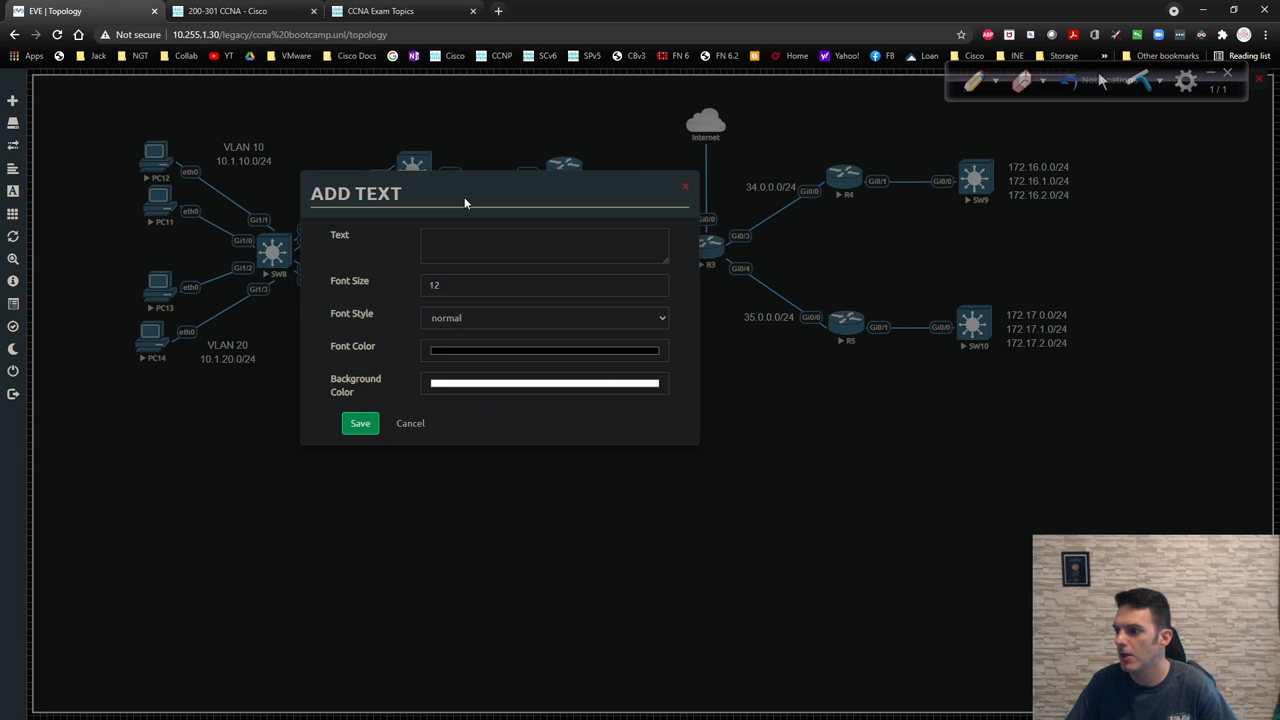 EVE | Topology
200-301 CCNA - Cisco
CCNA Exam Topics
Not secure
10.255.1.30/legacy/ccna%20bootcamp.unl/topology
Apps
Jack
NGT
Collab
YT
VMware
Cisco Docs
Cisco
CCNP
SCv6
SPv5
CBv3
FN 6
FN 6.2
Home
Yahoo!
FB
Cisco
INE
Storage
»
Other bookmarks
Reading list
1 / 1
Internet
VLAN 10
10.1.10.0/24
PC12
eth0
PC11
eth0
Gi1/1
Gi1/0
SW8
Gi1/2
Gi1/3
PC13
eth0
PC14
eth0
VLAN 20
10.1.20.0/24
ADD TEXT
Text
Font Size
12
Font Style
normal
Font Color
Background
Color
Save
Cancel
Gi0/0
R3
Gi0/3
Gi0/4
34.0.0.0/24
Gi0/0
R4
Gi0/1
Gi0/0
SW9
172.16.0.0/24
172.16.1.0/24
172.16.2.0/24
35.0.0.0/24
Gi0/0
R5
Gi0/1
Gi0/0
SW10
172.17.0.0/24
172.17.1.0/24
172.17.2.0/24